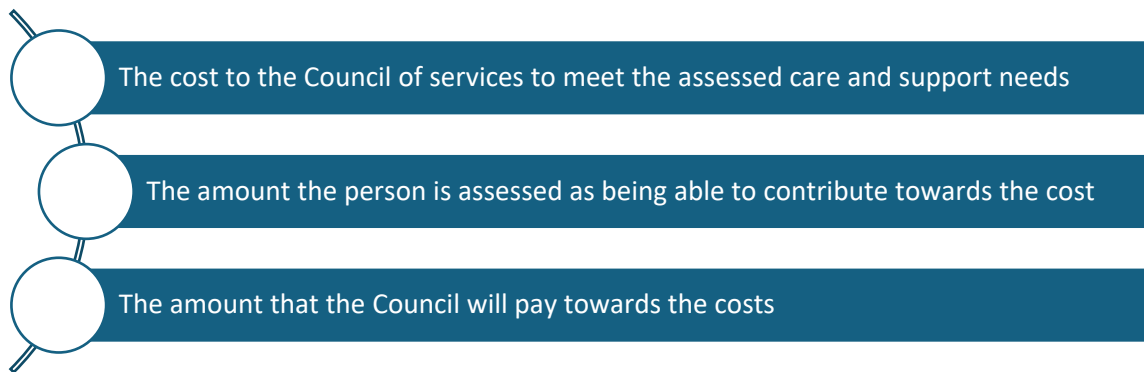 The cost to the Council of services to meet the assessed care and support needs
The amount the person is assessed as being able to contribute towards the cost
The amount that the Council will pay towards the costs